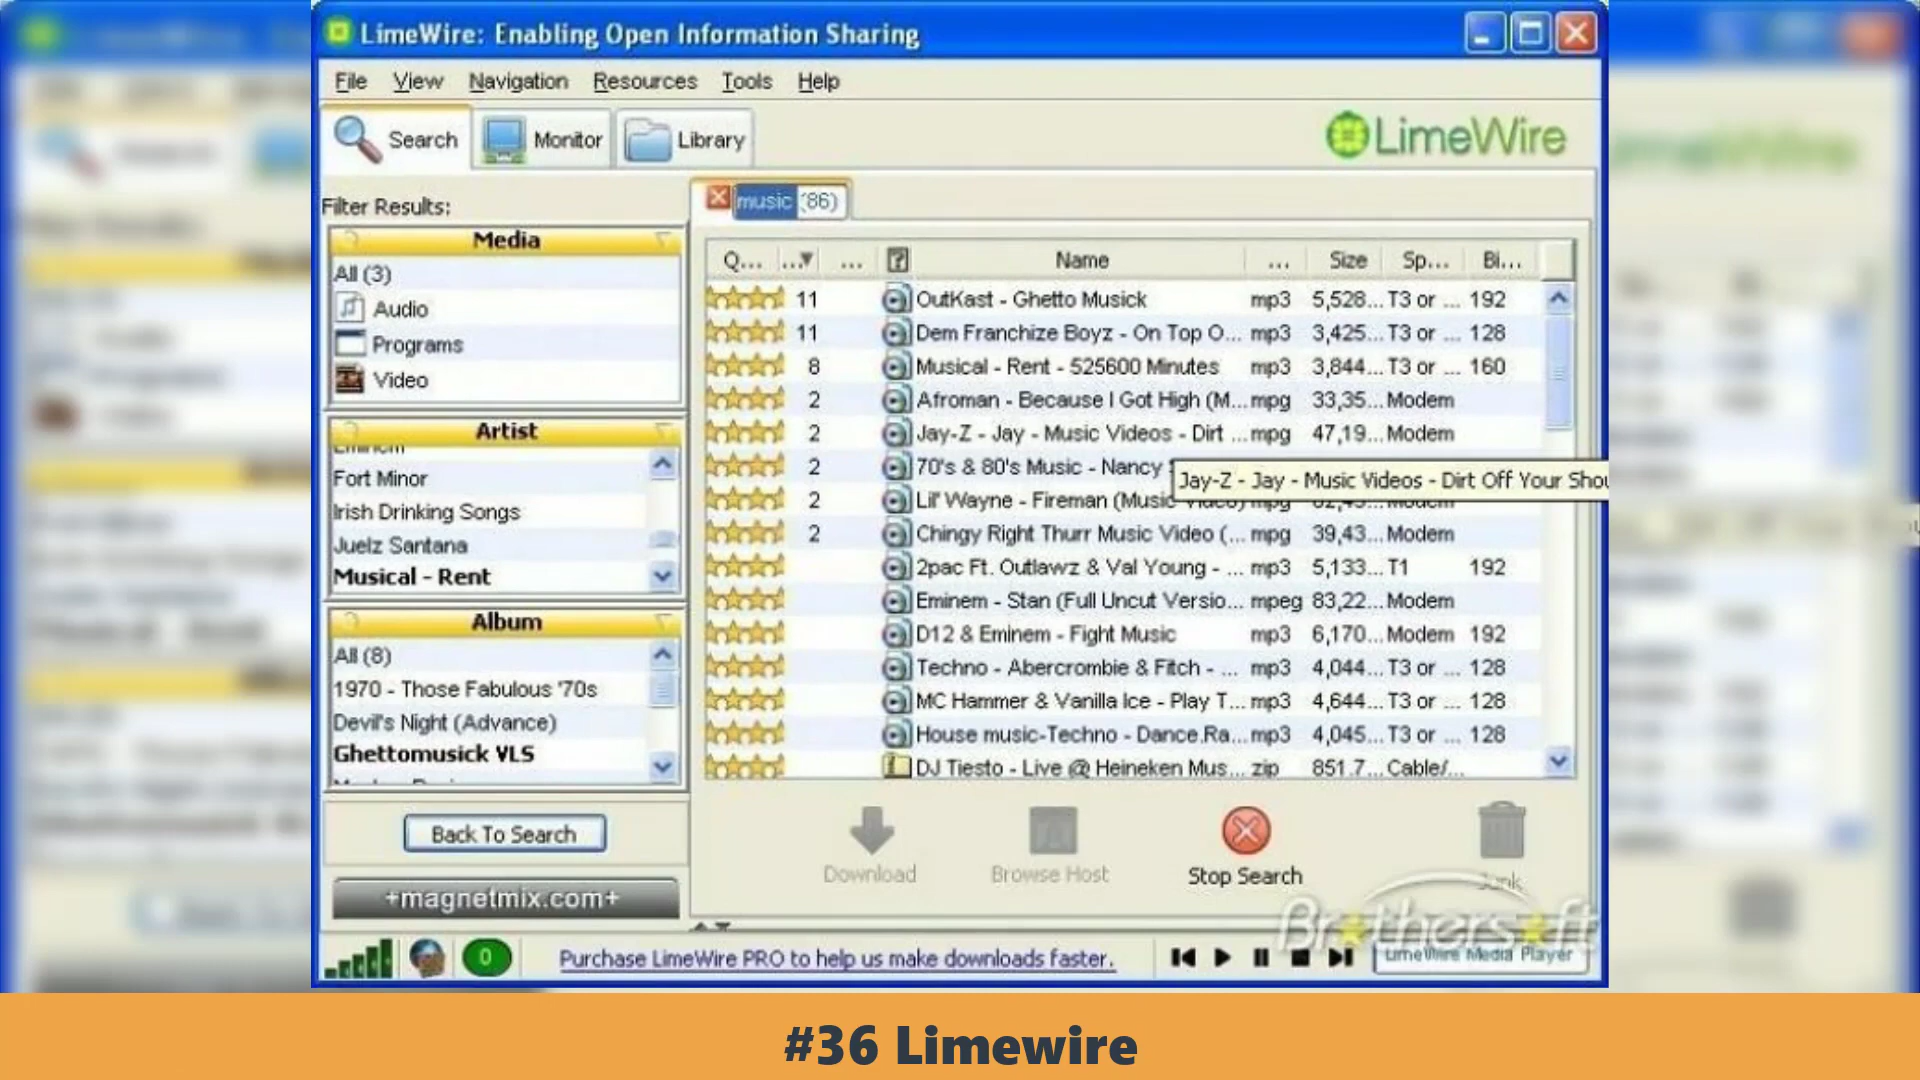 LimeWire: Enabling Open Information Sharing
File View Navigation Resources Tools Help
Search Monitor Library
LimeWire
Filter Results:
music (86)
Media
All (3)
Audio
Programs
Video
Artist
Eminem
Fort Minor
Irish Drinking Songs
Juelz Santana
Musical - Rent
Album
All (8)
1970 - Those Fabulous '70s
Devil's Night (Advance)
Ghettomusick VLS
Back To Search
+magnetmix.com+
Q... ... ... ? Name ... Size Sp... Bi...
11 OutKast - Ghetto Musick mp3 5,528... T3 or ... 192
11 Dem Franchize Boyz - On Top O... mp3 3,425... T3 or ... 128
8 Musical - Rent - 525600 Minutes mp3 3,844... T3 or ... 160
2 Afroman - Because I Got High (M... mpg 33,35... Modem
2 Jay-Z - Jay - Music Videos - Dirt ... mpg 47,19... Modem
2 70's & 80's Music - Nancy
Jay-Z - Jay - Music Videos - Dirt Off Your Shou
2 Lil' Wayne - Fireman (Music Video) mpg 62,43... Modem
2 Chingy Right Thurr Music Video (... mpg 39,43... Modem
2pac Ft. Outlawz & Val Young - ... mp3 5,133... T1 192
Eminem - Stan (Full Uncut Versio... mpeg 83,22... Modem
D12 & Eminem - Fight Music mp3 6,170... Modem 192
Techno - Abercrombie & Fitch - ... mp3 4,044... T3 or ... 128
MC Hammer & Vanilla Ice - Play T... mp3 4,644... T3 or ... 128
House music-Techno - Dance.Ra... mp3 4,045... T3 or ... 128
DJ Tiesto - Live @ Heineken Mus... zip 851.7... Cable/...
Download Browse Host Stop Search Junk
Brothersoft
0 Purchase LimeWire PRO to help us make downloads faster. LimeWire Media Player
#36 Limewire